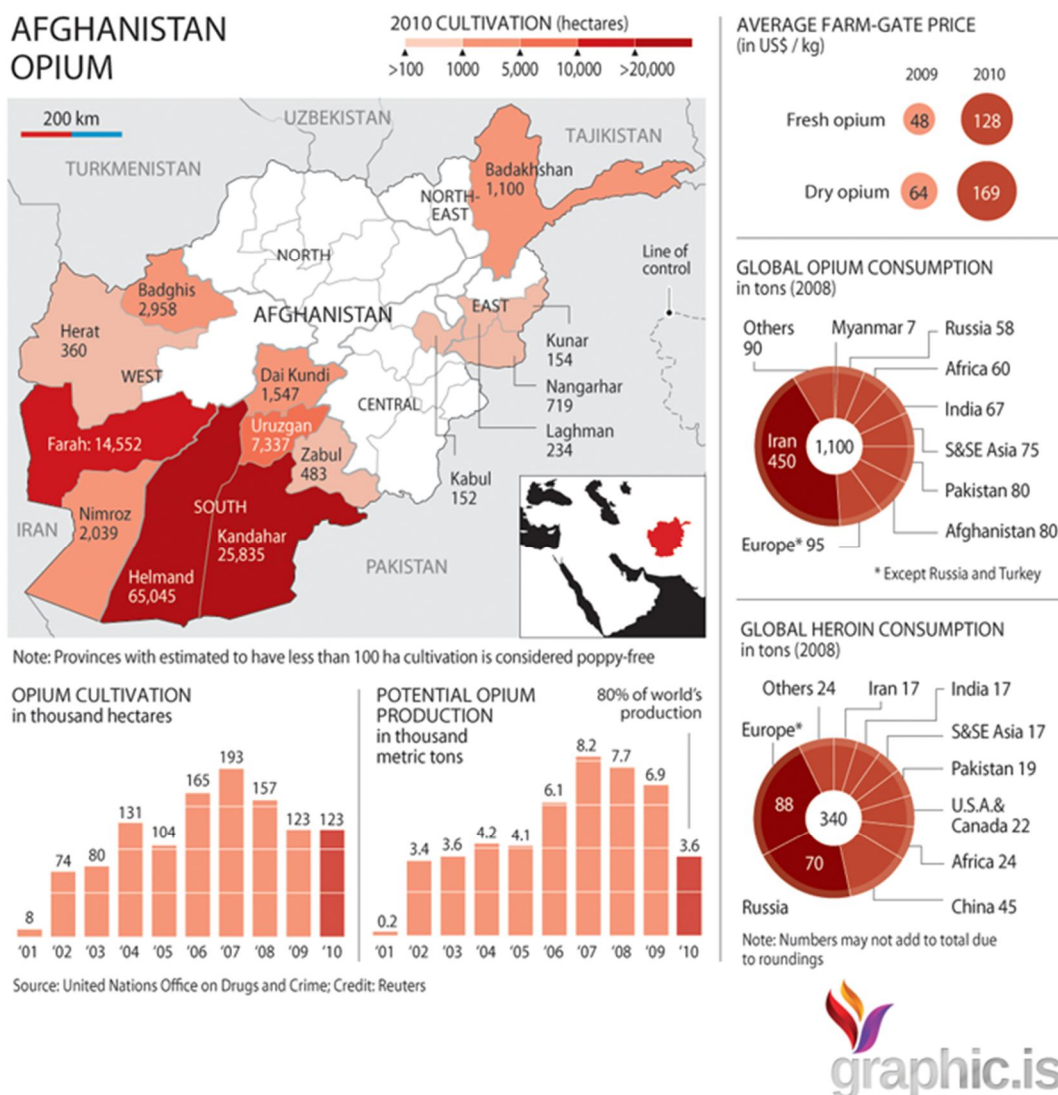 AFGHANISTAN
OPIUM
2010 CULTIVATION (hectares)
>100 1000 5,000 10,000 >20,000
200 km
UZBEKISTAN
TAJIKISTAN
TURKMENISTAN
Badakhshan
1,100
NORTH-
EAST
NORTH
Line of
control
Badghis
2,958
EAST
AFGHANISTAN
Herat
360
Kunar
154
WEST
Dai Kundi
1,547
Nangarhar
719
CENTRAL
Uruzgan
7,337
Laghman
234
Farah: 14,552
Zabul
483
Kabul
152
SOUTH
Nimroz
2,039
IRAN
Kandahar
25,835
PAKISTAN
Helmand
65,045
Note: Provinces with estimated to have less than 100 ha cultivation is considered poppy-free
OPIUM CULTIVATION
in thousand hectares
8 74 80 131 104 165 193 157 123 123
'01 '02 '03 '04 '05 '06 '07 '08 '09 '10
POTENTIAL OPIUM
PRODUCTION
in thousand
metric tons
80% of world's
production
0.2 3.4 3.6 4.2 4.1 6.1 8.2 7.7 6.9 3.6
'01 '02 '03 '04 '05 '06 '07 '08 '09 '10
Source: United Nations Office on Drugs and Crime; Credit: Reuters
AVERAGE FARM-GATE PRICE
(in US$ / kg)
2009 2010
Fresh opium 48 128
Dry opium 64 169
GLOBAL OPIUM CONSUMPTION
in tons (2008)
Others
90
Myanmar 7
Russia 58
Africa 60
India 67
S&SE Asia 75
Pakistan 80
Afghanistan 80
Europe* 95
Iran
450
1,100
* Except Russia and Turkey
GLOBAL HEROIN CONSUMPTION
in tons (2008)
Others 24
Iran 17
India 17
S&SE Asia 17
Pakistan 19
U.S.A.&
Canada 22
Africa 24
China 45
Russia
70
Europe*
88
340
Note: Numbers may not add to total due
to roundings
graphic.is